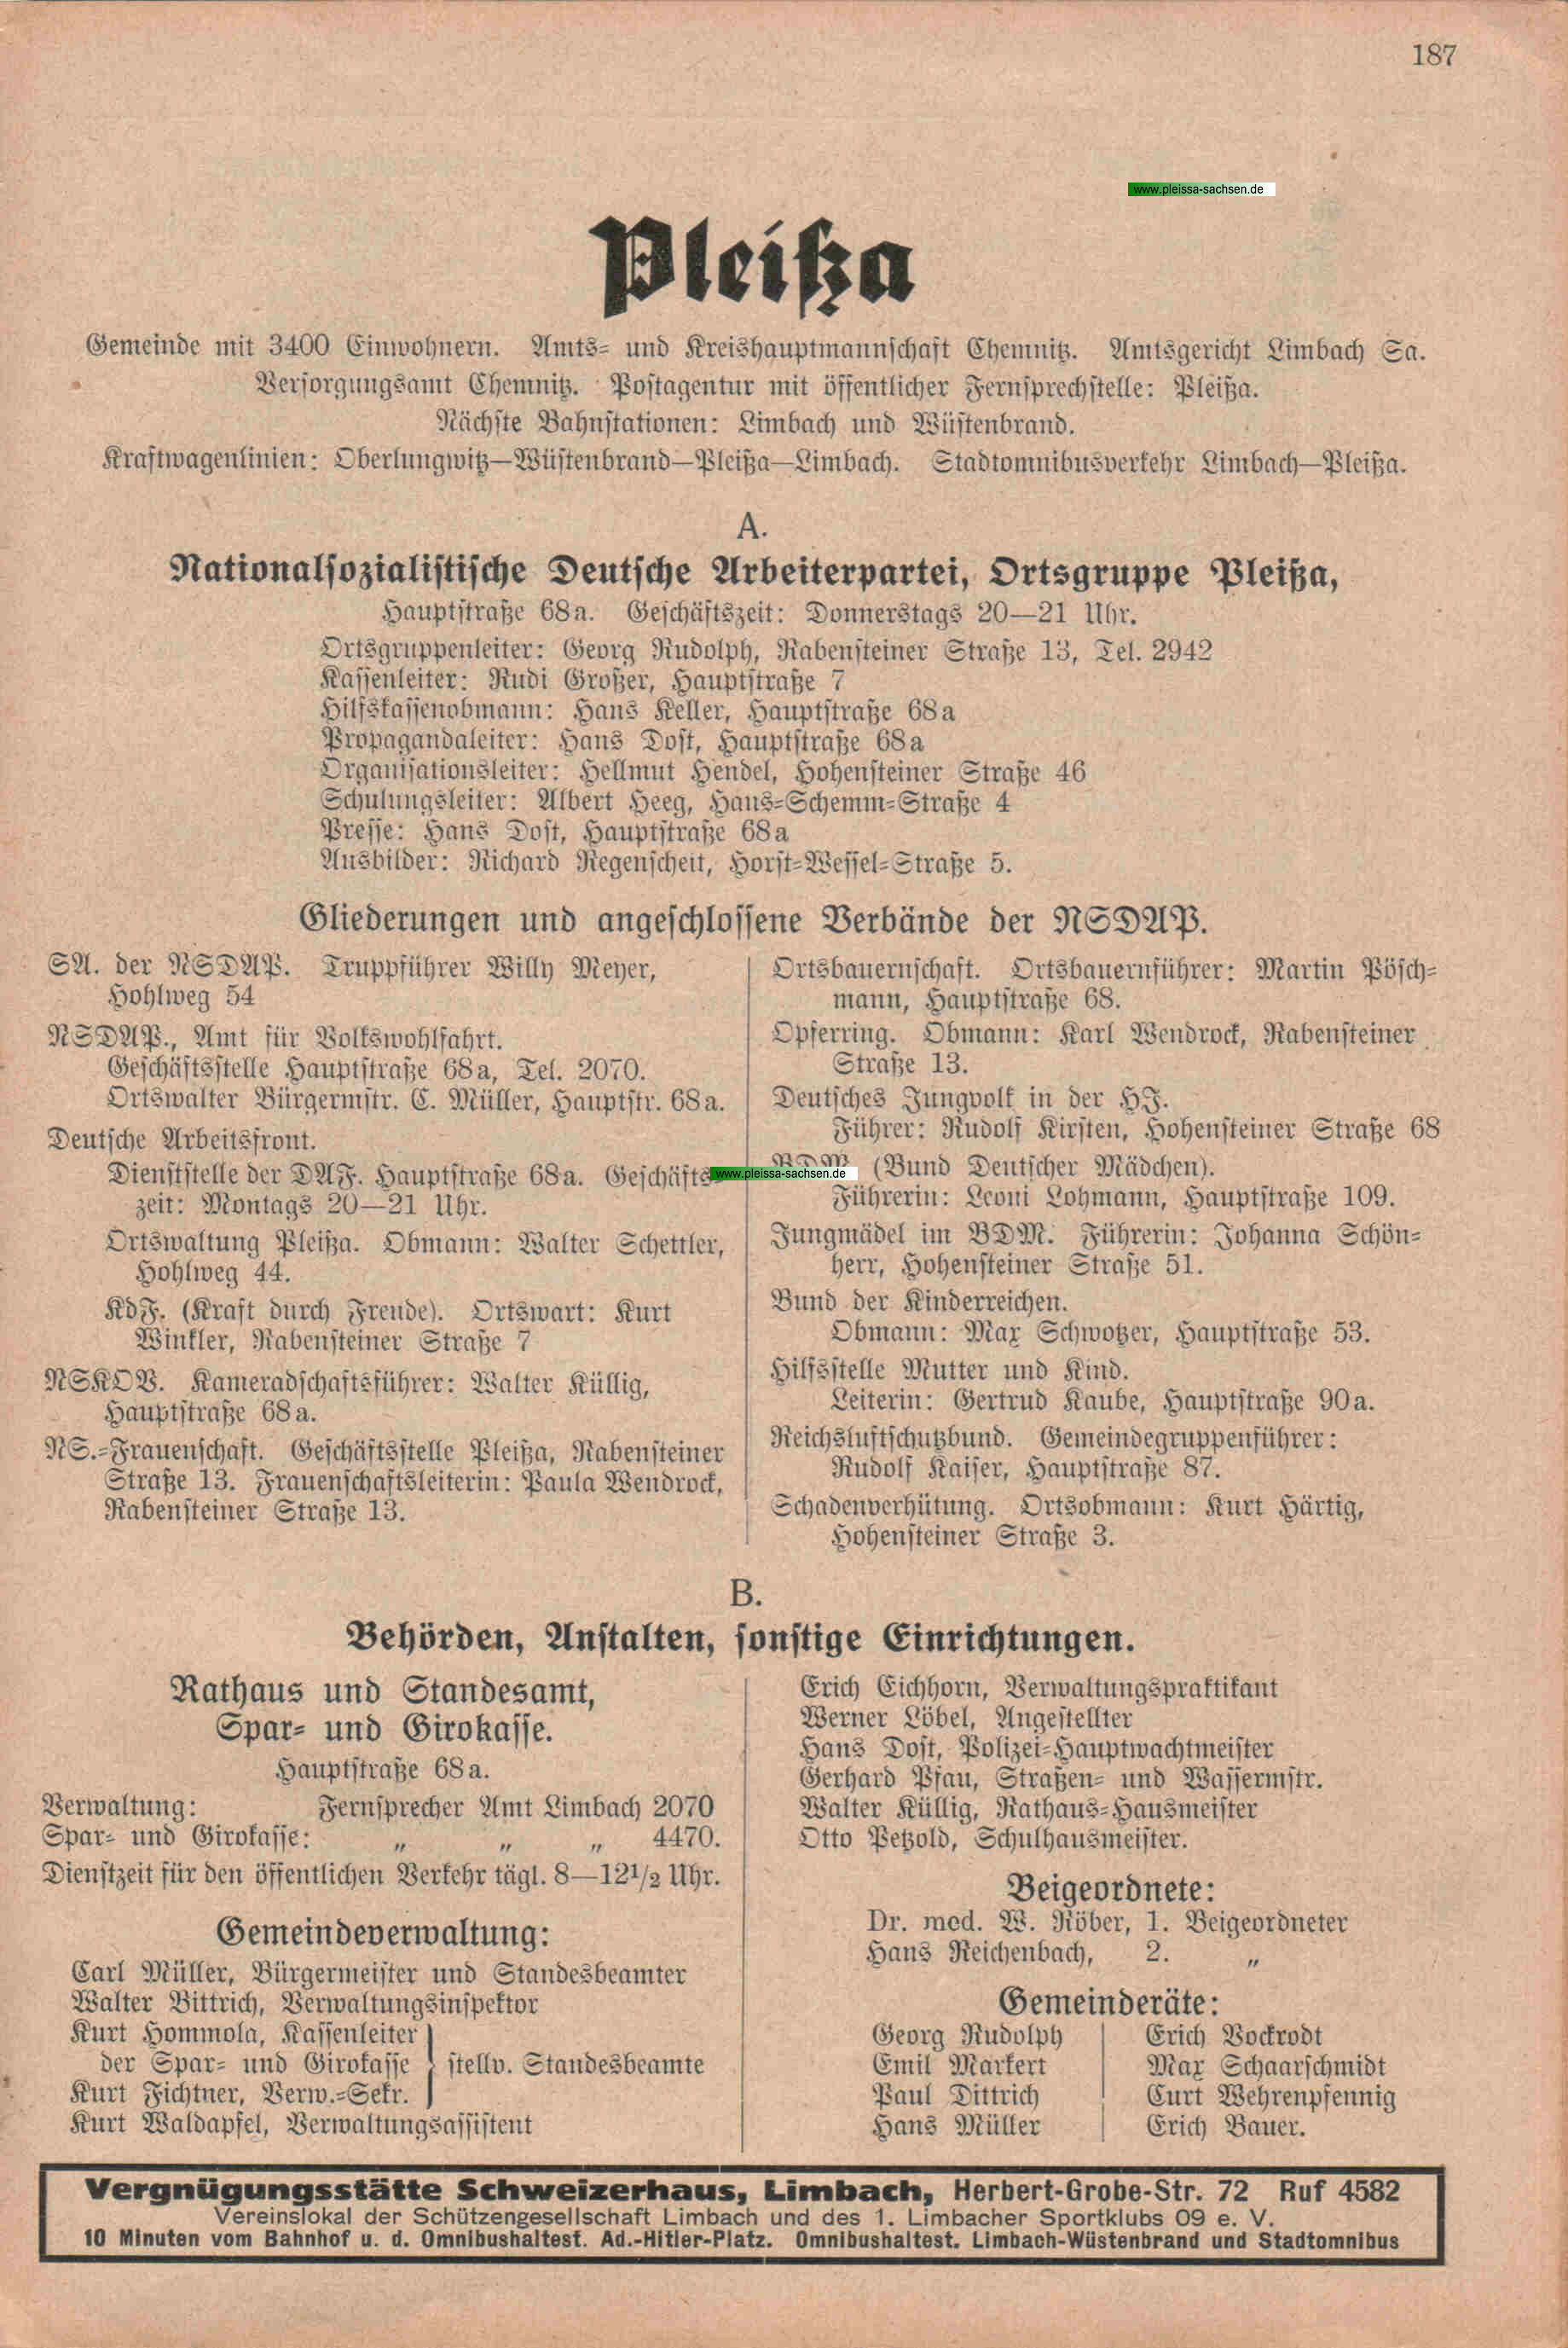 187
www.pleissa-sachsen.de
Pleißa
Gemeinde mit 3400 Einwohnern. Amts- und Kreishauptmannschaft Chemnitz. Amtsgericht Limbach Sa.
Versorgungsamt Chemnitz. Postagentur mit öffentlicher Fernsprechstelle: Pleißa.
Nächste Bahnstationen: Limbach und Wüstenbrand.
Kraftwagenlinien: Oberlungwitz—Wüstenbrand—Pleißa—Limbach. Stadtomnibusverkehr Limbach—Pleißa.
A.
Nationalsozialistische Deutsche Arbeiterpartei, Ortsgruppe Pleißa,
Hauptstraße 68a. Geschäftszeit: Donnerstags 20—21 Uhr.
Ortsgruppenleiter: Georg Rudolph, Rabensteiner Straße 13, Tel. 2942
Kassenleiter: Rudi Großer, Hauptstraße 7
Hilfskassenobmann: Hans Keller, Hauptstraße 68a
Propagandaleiter: Hans Dost, Hauptstraße 68a
Organisationsleiter: Hellmut Hendel, Hohensteiner Straße 46
Schulungsleiter: Albert Heeg, Hans-Schemm-Straße 4
Presse: Hans Dost, Hauptstraße 68a
Ausbilder: Richard Regenscheit, Horst-Wessel-Straße 5.
Gliederungen und angeschlossene Verbände der NSDAP.
SA. der NSDAP. Truppführer Willy Meyer,
Hohlweg 54
NSDAP., Amt für Volkswohlfahrt.
Geschäftsstelle Hauptstraße 68a, Tel. 2070.
Ortswalter Bürgermstr. C. Müller, Hauptstr. 68a.
Deutsche Arbeitsfront.
Dienststelle der DAF. Hauptstraße 68a. Geschäfts-
zeit: Montags 20—21 Uhr.
Ortswaltung Pleißa. Obmann: Walter Schettler,
Hohlweg 44.
KdF. (Kraft durch Freude). Ortswart: Kurt
Winkler, Rabensteiner Straße 7
NSKOV. Kameradschaftsführer: Walter Küllig,
Hauptstraße 68a.
NS.-Frauenschaft. Geschäftsstelle Pleißa, Rabensteiner
Straße 13. Frauenschaftsleiterin: Paula Wendrock,
Rabensteiner Straße 13.
Ortsbauernschaft. Ortsbauernführer: Martin Pösch-
mann, Hauptstraße 68.
Opferring. Obmann: Karl Wendrock, Rabensteiner
Straße 13.
Deutsches Jungvolk in der HJ.
Führer: Rudolf Kirsten, Hohensteiner Straße 68
www.pleissa-sachsen.de
BDM (Bund Deutscher Mädchen).
Führerin: Leoni Lohmann, Hauptstraße 109.
Jungmädel im BDM. Führerin: Johanna Schön-
herr, Hohensteiner Straße 51.
Bund der Kinderreichen.
Obmann: Max Schwotzer, Hauptstraße 53.
Hilfsstelle Mutter und Kind.
Leiterin: Gertrud Kaube, Hauptstraße 90a.
Reichsluftschutzbund. Gemeindegruppenführer:
Rudolf Kaiser, Hauptstraße 87.
Schadenverhütung. Ortsobmann: Kurt Härtig,
Hohensteiner Straße 3.
B.
Behörden, Anstalten, sonstige Einrichtungen.
Rathaus und Standesamt,
Spar- und Girokasse.
Hauptstraße 68a.
Verwaltung: Fernsprecher Amt Limbach 2070
Spar- und Girokasse: " " " 4470.
Dienstzeit für den öffentlichen Verkehr tägl. 8—12½ Uhr.
Gemeindeverwaltung:
Carl Müller, Bürgermeister und Standesbeamter
Walter Bittrich, Verwaltungsinspektor
Kurt Hommola, Kassenleiter
der Spar- und Girokasse } stellv. Standesbeamte
Kurt Fichtner, Verw.-Sekr.
Kurt Waldapfel, Verwaltungsassistent
Erich Eichhorn, Verwaltungspraktikant
Werner Löbel, Angestellter
Hans Dost, Polizei-Hauptwachtmeister
Gerhard Pfau, Straßen- und Wassermstr.
Walter Küllig, Rathaus-Hausmeister
Otto Petzold, Schulhausmeister.
Beigeordnete:
Dr. med. W. Röber, 1. Beigeordneter
Hans Reichenbach, 2. "
Gemeinderäte:
Georg Rudolph
Emil Markert
Paul Dittrich
Hans Müller
Erich Vockrodt
Max Schaarschmidt
Curt Wehrenpfennig
Erich Bauer.
Vergnügungsstätte Schweizerhaus, Limbach, Herbert-Grobe-Str. 72 Ruf 4582
Vereinslokal der Schützengesellschaft Limbach und des 1. Limbacher Sportklubs 09 e. V.
10 Minuten vom Bahnhof u. d. Omnibushaltest. Ad.-Hitler-Platz. Omnibushaltest. Limbach-Wüstenbrand und Stadtomnibus